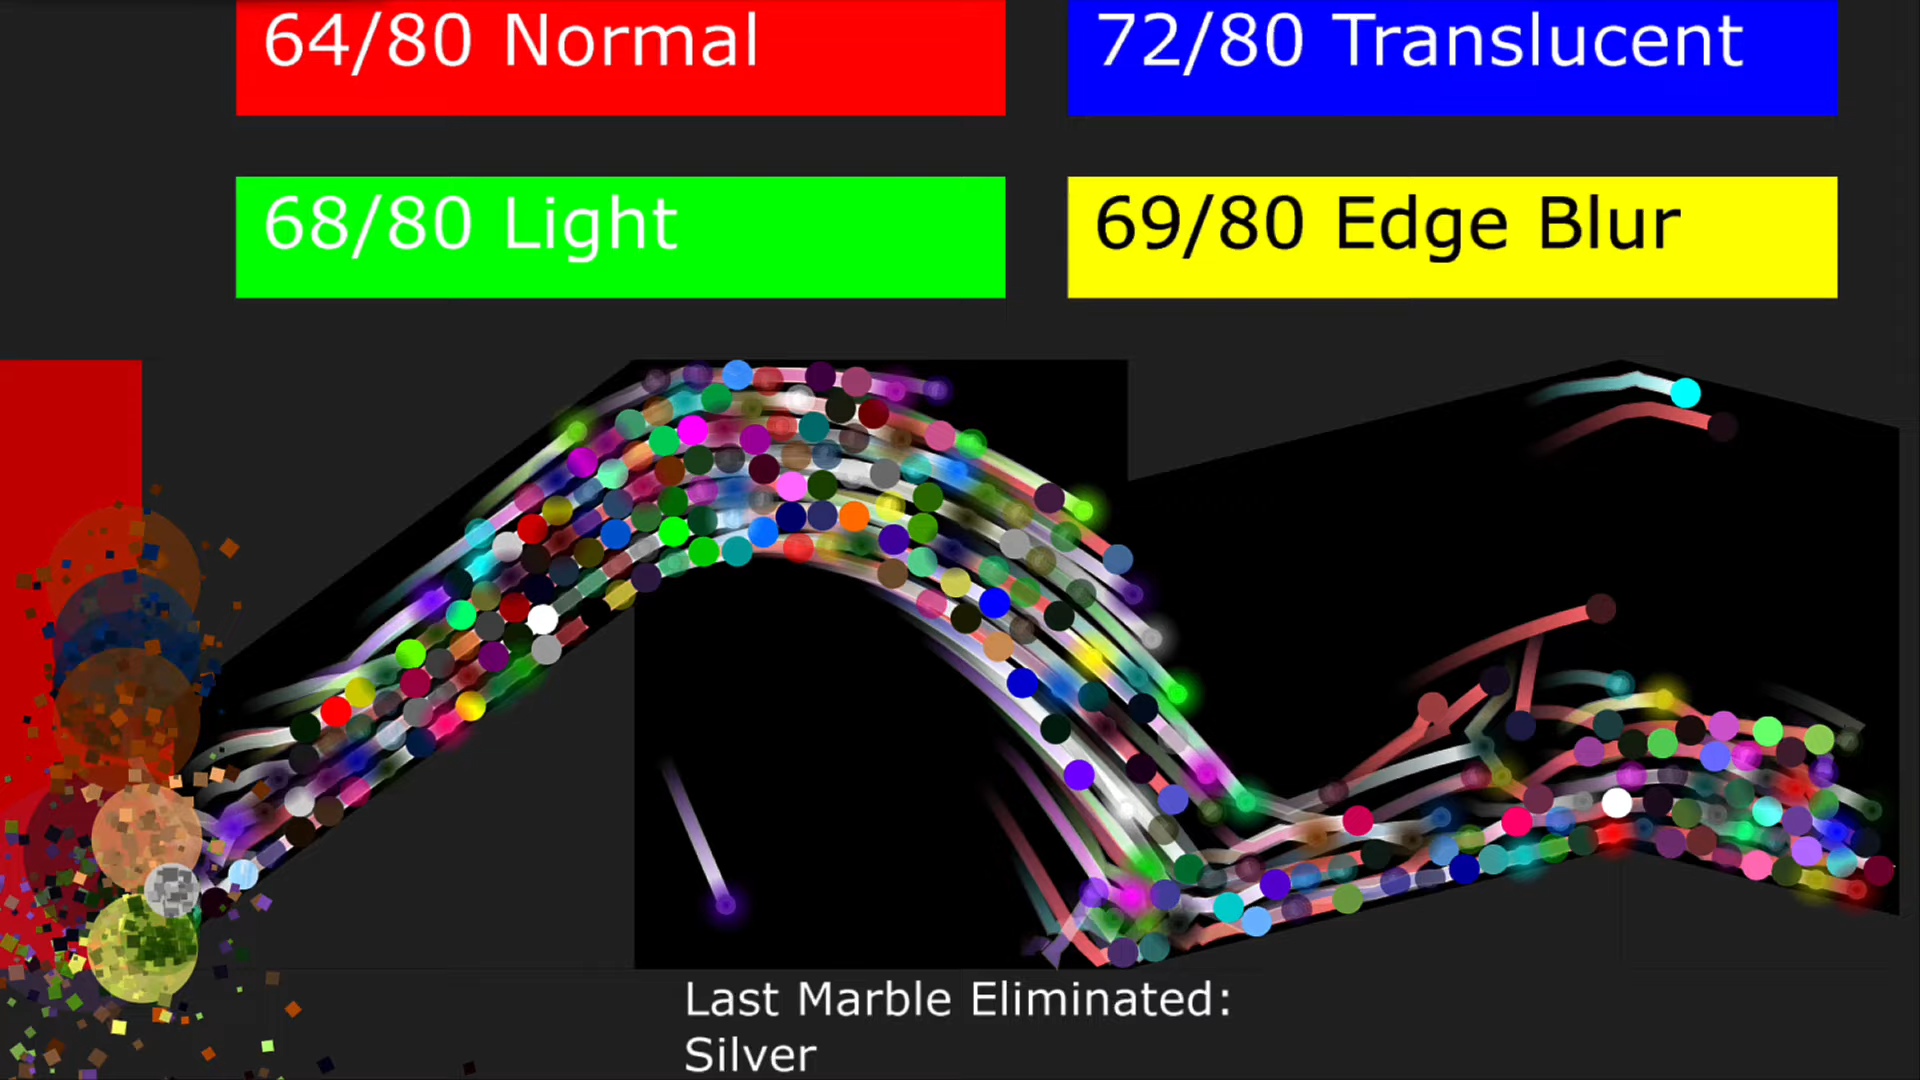 64/80 Normal
72/80 Translucent
68/80 Light
69/80 Edge Blur
Last Marble Eliminated:
Silver